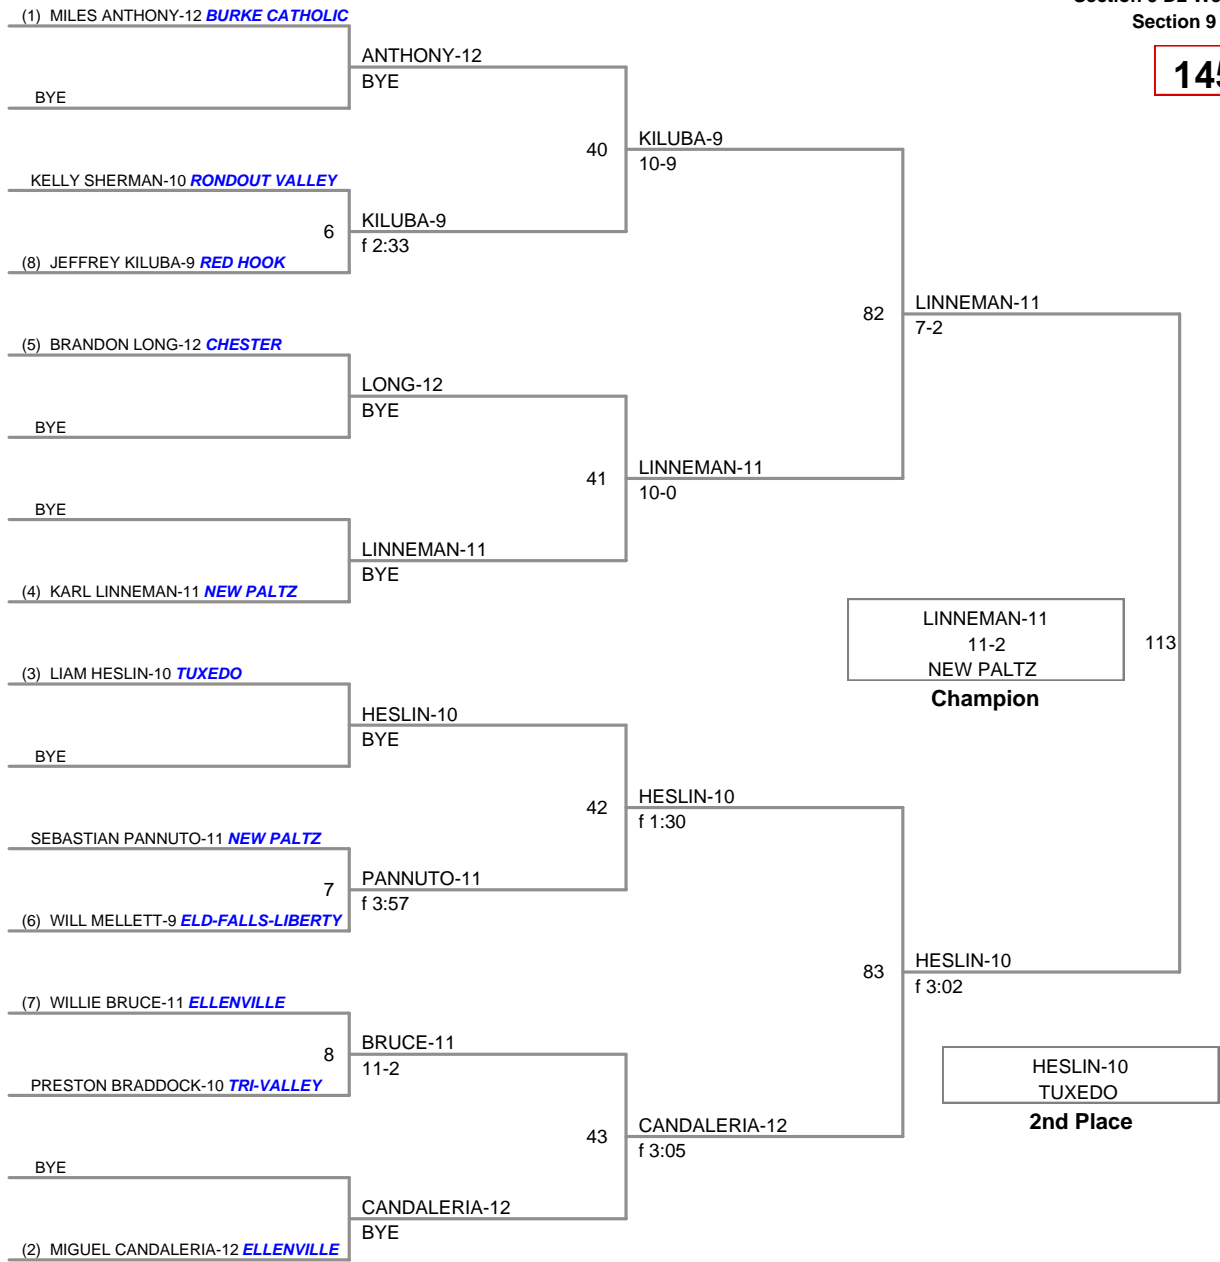 (1) MILES ANTHONY-12 BURKE CATHOLIC
Section 9
145
ANTHONY-12
BYE
BYE
40
KILUBA-9
10-9
KELLY SHERMAN-10 RONDOUT VALLEY
6
KILUBA-9
f 2:33
(8) JEFFREY KILUBA-9 RED HOOK
82
LINNEMAN-11
7-2
(5) BRANDON LONG-12 CHESTER
LONG-12
BYE
BYE
41
LINNEMAN-11
10-0
BYE
LINNEMAN-11
BYE
(4) KARL LINNEMAN-11 NEW PALTZ
LINNEMAN-11
11-2
NEW PALTZ
Champion
113
(3) LIAM HESLIN-10 TUXEDO
HESLIN-10
BYE
BYE
42
HESLIN-10
f 1:30
SEBASTIAN PANNUTO-11 NEW PALTZ
7
PANNUTO-11
f 3:57
(6) WILL MELLETT-9 ELD-FALLS-LIBERTY
83
HESLIN-10
f 3:02
(7) WILLIE BRUCE-11 ELLENVILLE
8
BRUCE-11
11-2
PRESTON BRADDOCK-10 TRI-VALLEY
HESLIN-10
TUXEDO
2nd Place
43
CANDALERIA-12
f 3:05
BYE
CANDALERIA-12
BYE
(2) MIGUEL CANDALERIA-12 ELLENVILLE